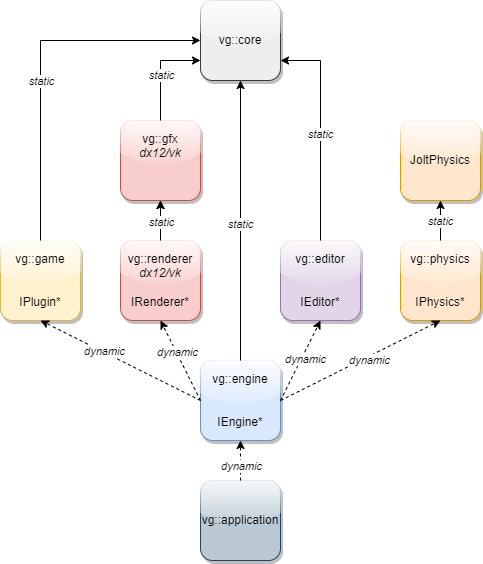 vg::core
static
static
vg::gfx
dx12/vk
static
JoltPhysics
static
static
static
vg::game
IPlugin*
vg::renderer
dx12/vk
IRenderer*
vg::editor
IEditor*
vg::physics
IPhysics*
dynamic
dynamic
dynamic
dynamic
vg::engine
IEngine*
dynamic
vg::application